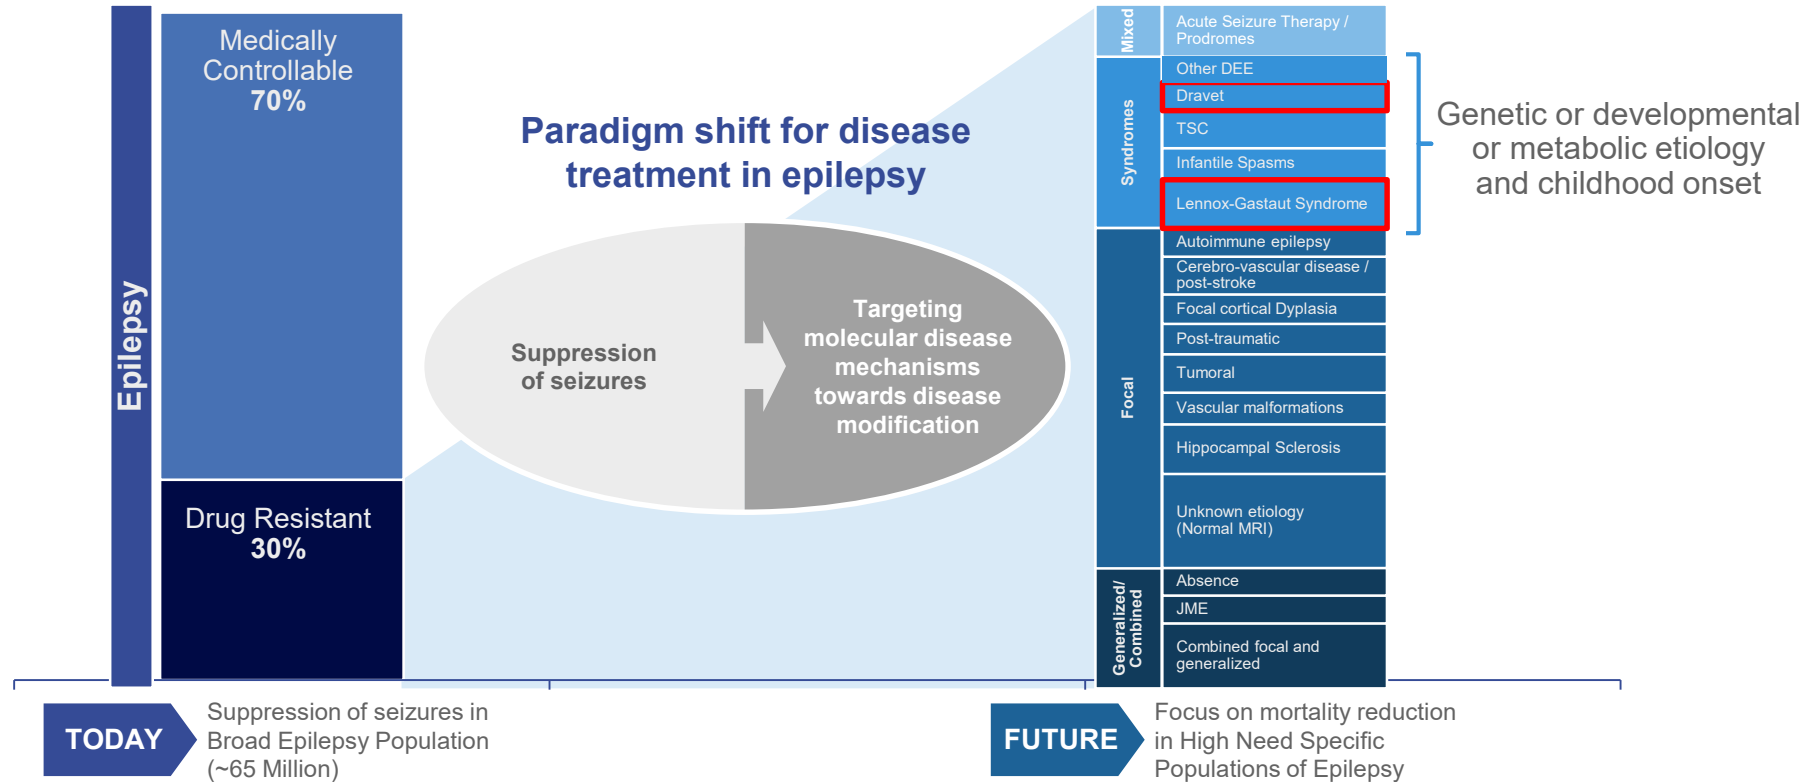 Epilepsy
Medically
Controllable
70%
Drug Resistant
30%
Paradigm shift for disease
treatment in epilepsy
Suppression
of seizures
Targeting
molecular disease
mechanisms
towards disease
modification
Mixed
Acute Seizure Therapy /
Prodromes
Syndromes
Other DEE
Dravet
TSC
Infantile Spasms
Lennox-Gastaut Syndrome
Focal
Autoimmune epilepsy
Cerebro-vascular disease /
post-stroke
Focal cortical Dyplasia
Post-traumatic
Tumoral
Vascular malformations
Hippocampal Sclerosis
Unknown etiology
(Normal MRI)
Generalized/
Combined
Absence
JME
Combined focal and
generalized
Genetic or developmental
or metabolic etiology
and childhood onset
TODAY
Suppression of seizures in
Broad Epilepsy Population
(~65 Million)
FUTURE
Focus on mortality reduction
in High Need Specific
Populations of Epilepsy